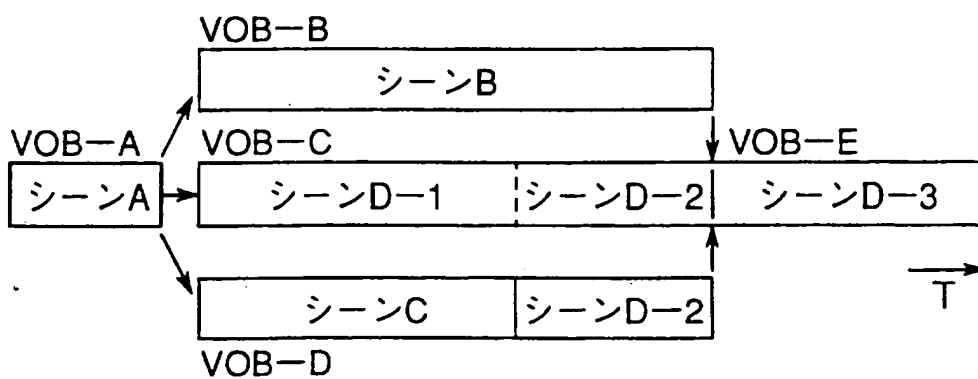 VOB—B
シーンB
VOB—A
VOB—C
VOB—E
シーンA
シーンD—1
シーンD—2
シーンD—3
シーンC
シーンD—2
T
VOB—D